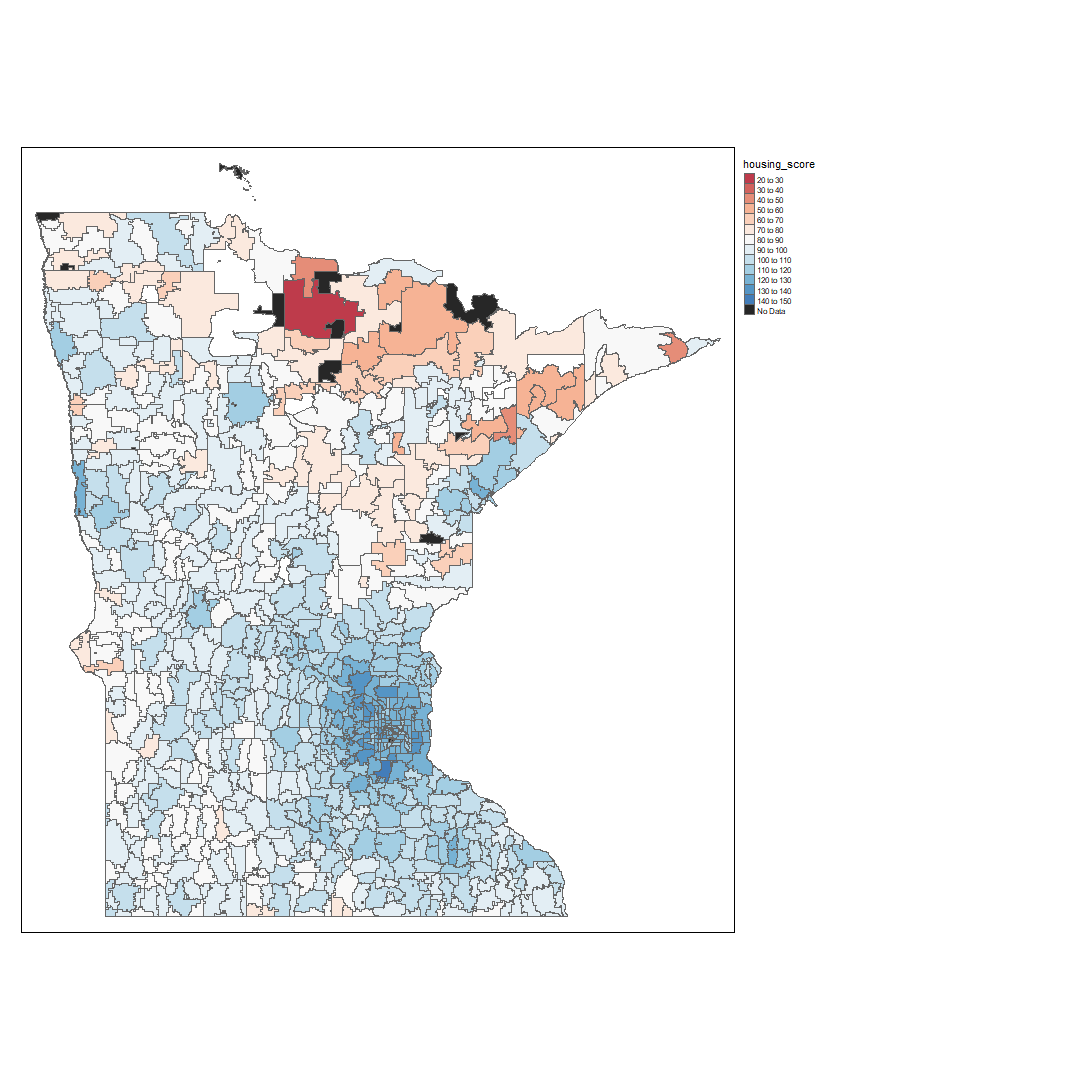 housing_score
20 to 30
30 to 40
40 to 50
50 to 60
60 to 70
70 to 80
80 to 90
90 to 100
100 to 110
110 to 120
120 to 130
130 to 140
140 to 150
No Data